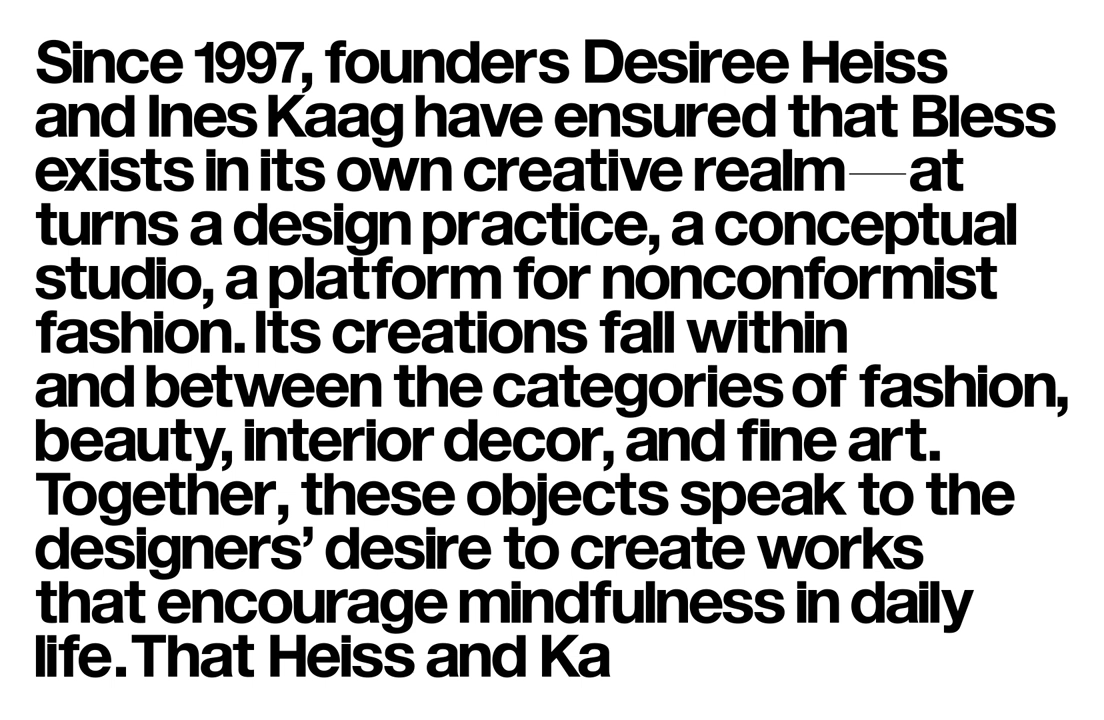 Since 1997, founders Desiree Heiss
and Ines Kaag have ensured that Bless
exists in its own creative realm—at
turns a design practice, a conceptual
studio, a platform for nonconformist
fashion. Its creations fall within
and between the categories of fashion,
beauty, interior decor, and fine art.
Together, these objects speak to the
designers’ desire to create works
that encourage mindfulness in daily
life. That Heiss and Ka